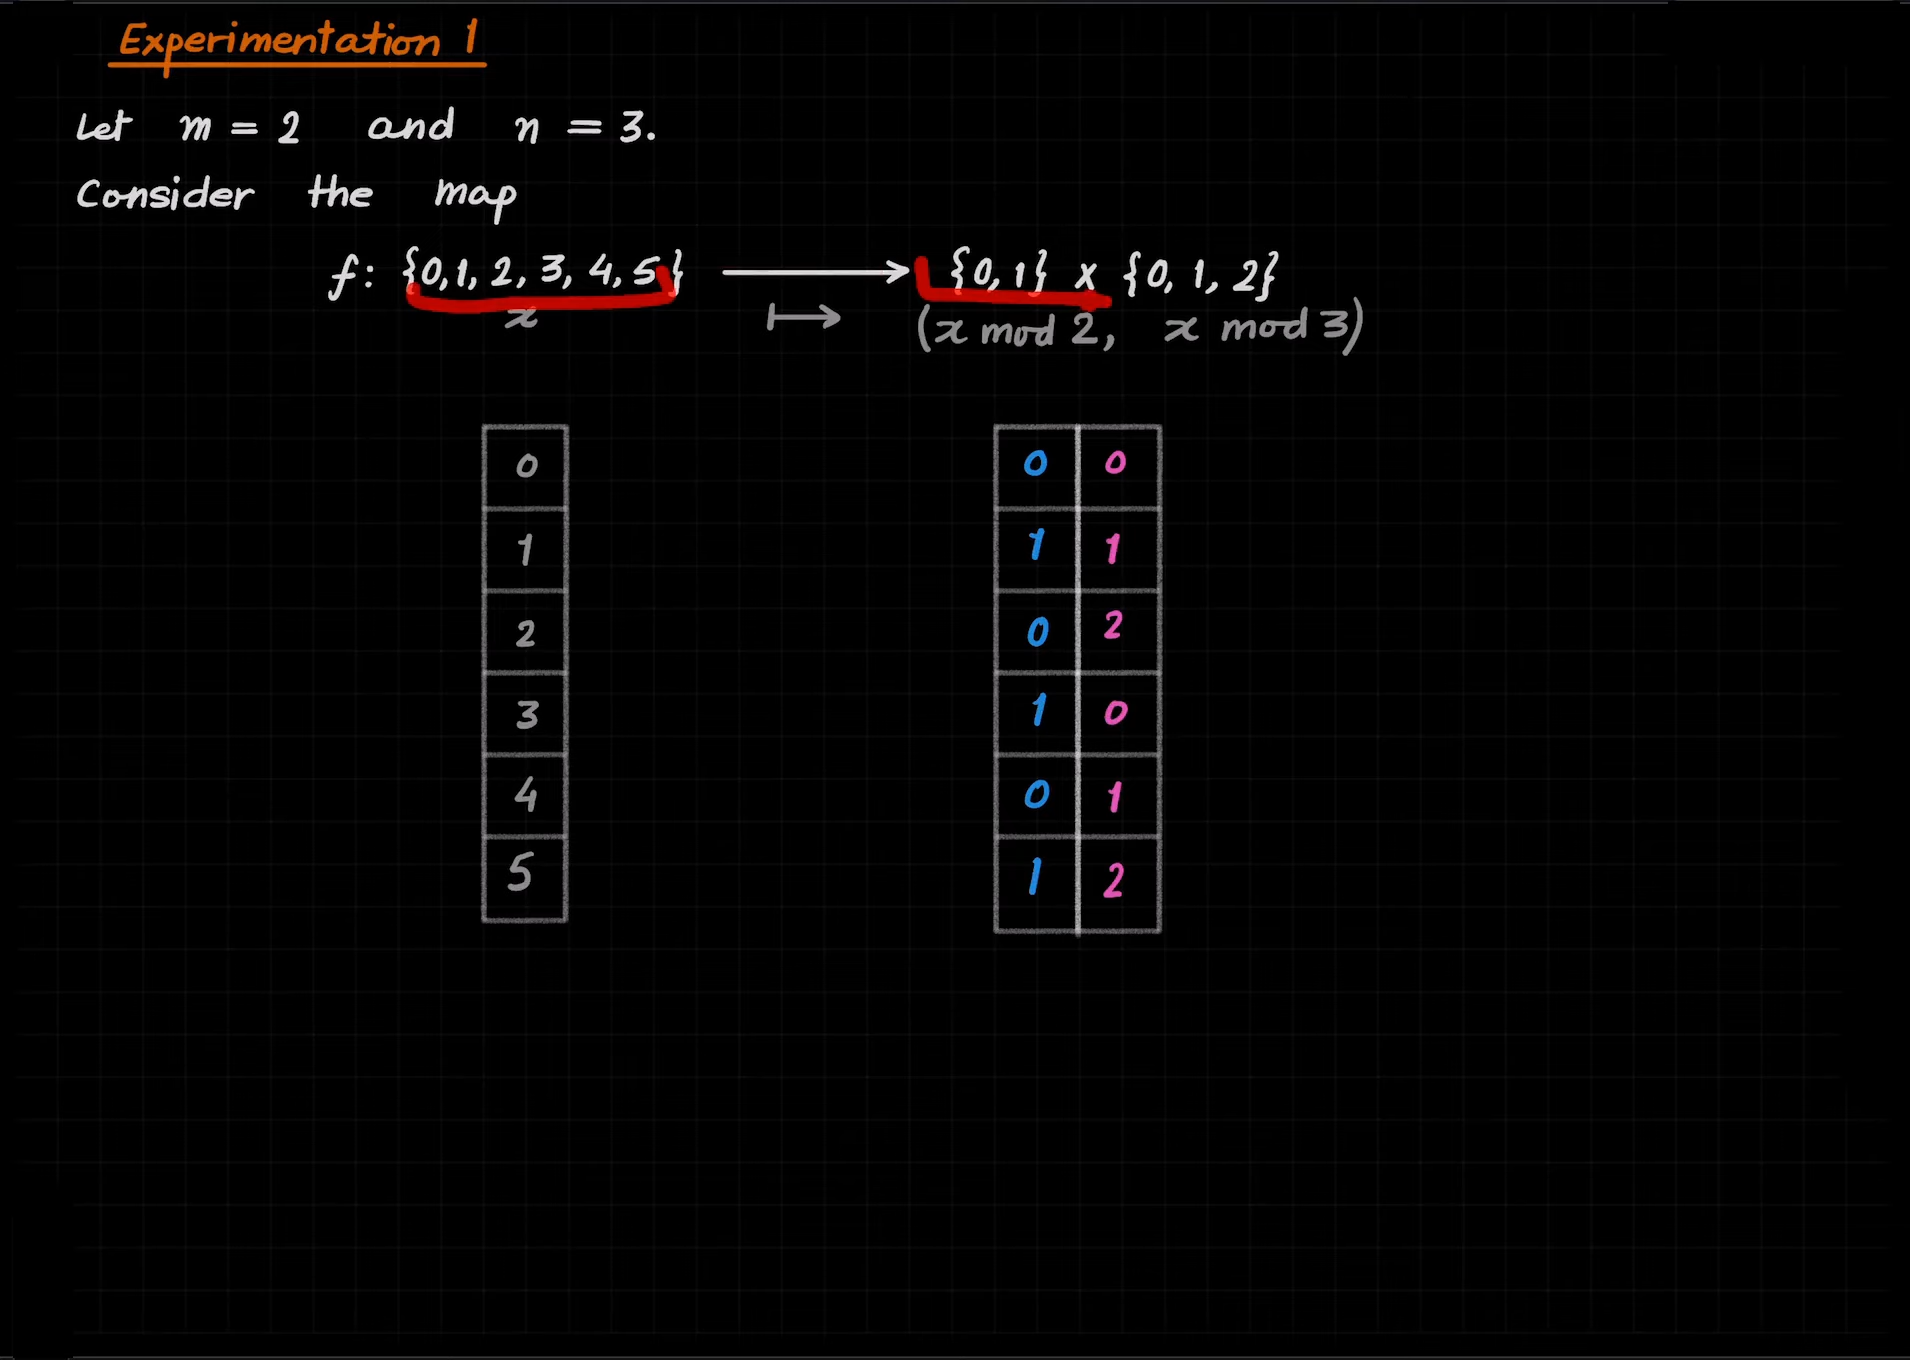 Experimentation 1
Let m = 2 and n = 3.
Consider the map
f: {0,1, 2, 3, 4, 5} ⟶ {0, 1} x {0, 1, 2}
x ⟼ (x mod 2, x mod 3)
0 0 0
1 1 1
2 0 2
3 1 0
4 0 1
5 1 2